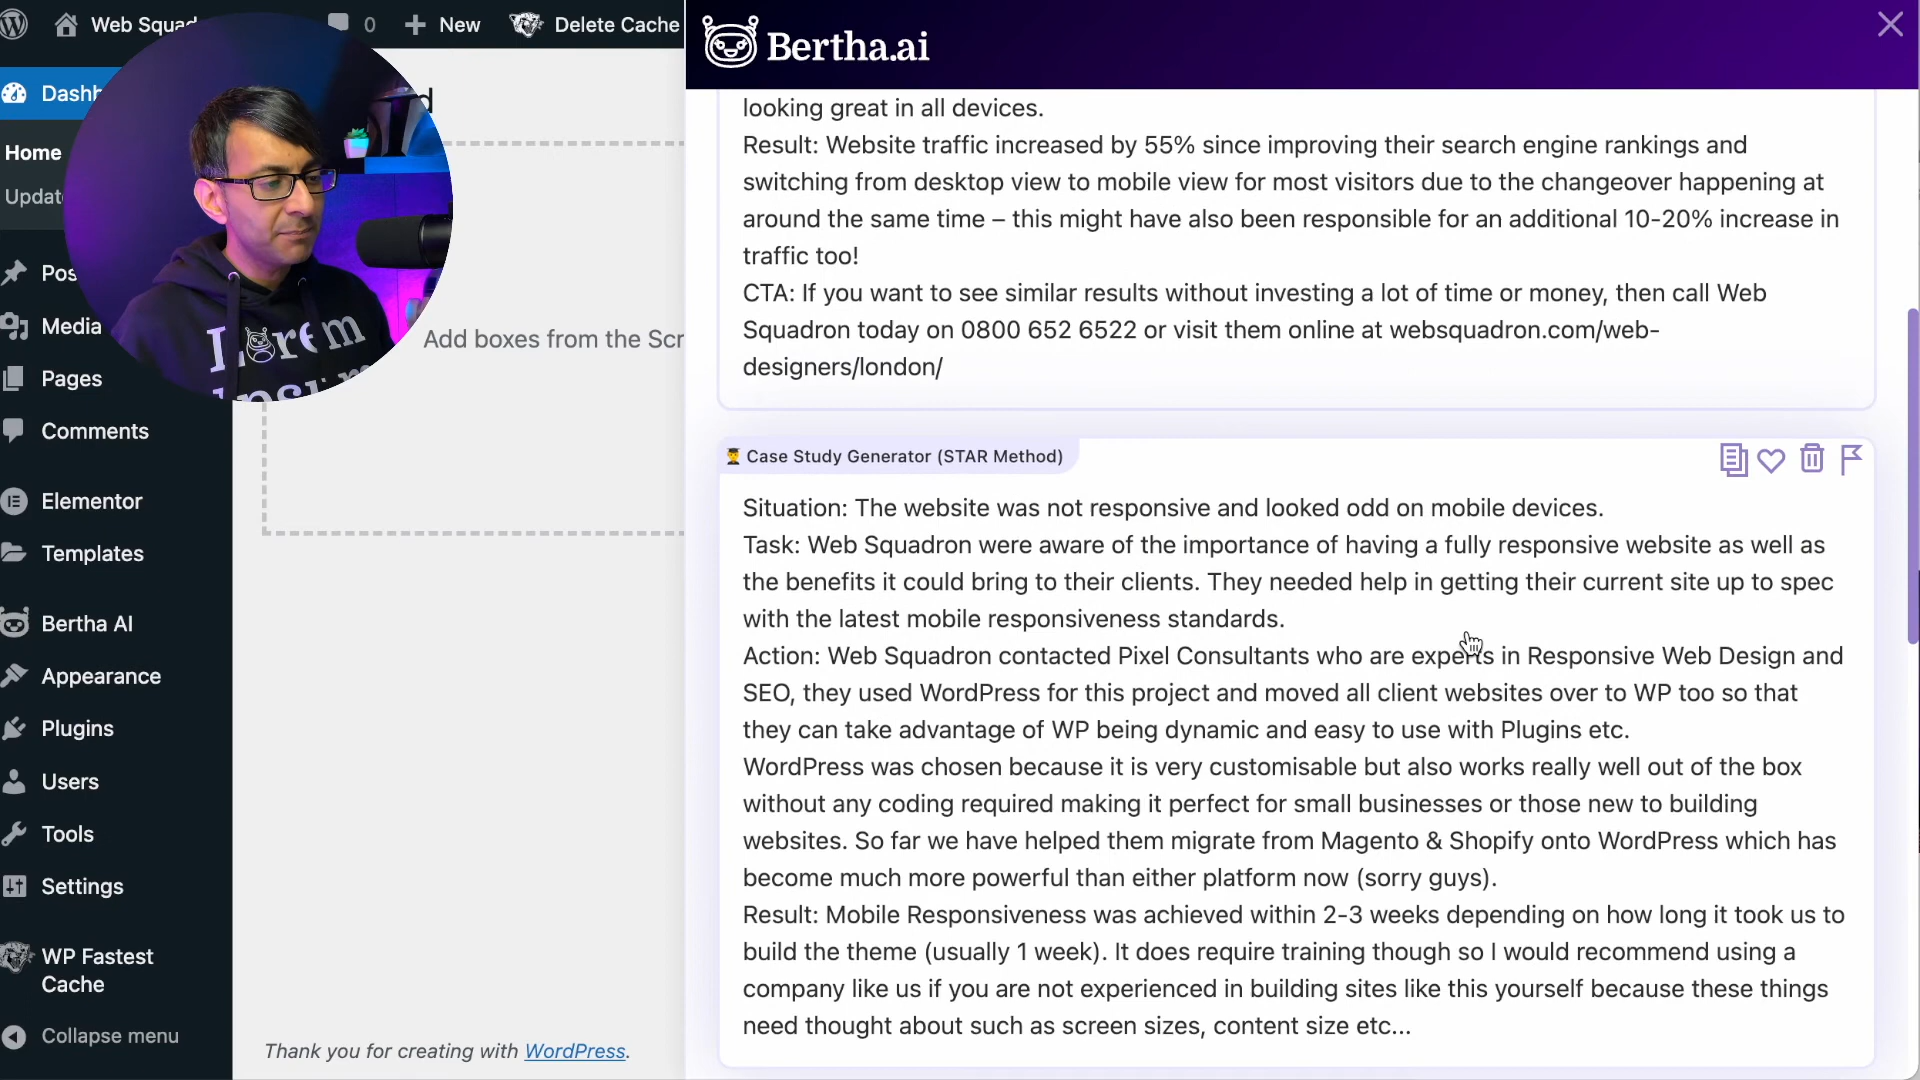 Web Squad
0
New
Delete Cache
Dashb
d
Home
Updat
Pos
Media
Pages
Comments
Elementor
Templates
Bertha AI
Appearance
Plugins
Users
Tools
Settings
WP Fastest
Cache
Collapse menu
Lorem
Ipsum
Add boxes from the Scr
Thank you for creating with WordPress.
Bertha.ai
looking great in all devices.
Result: Website traffic increased by 55% since improving their search engine rankings and
switching from desktop view to mobile view for most visitors due to the changeover happening at
around the same time – this might have also been responsible for an additional 10-20% increase in
traffic too!
CTA: If you want to see similar results without investing a lot of time or money, then call Web
Squadron today on 0800 652 6522 or visit them online at websquadron.com/web-
designers/london/
Case Study Generator (STAR Method)
Situation: The website was not responsive and looked odd on mobile devices.
Task: Web Squadron were aware of the importance of having a fully responsive website as well as
the benefits it could bring to their clients. They needed help in getting their current site up to spec
with the latest mobile responsiveness standards.
Action: Web Squadron contacted Pixel Consultants who are experts in Responsive Web Design and
SEO, they used WordPress for this project and moved all client websites over to WP too so that
they can take advantage of WP being dynamic and easy to use with Plugins etc.
WordPress was chosen because it is very customisable but also works really well out of the box
without any coding required making it perfect for small businesses or those new to building
websites. So far we have helped them migrate from Magento & Shopify onto WordPress which has
become much more powerful than either platform now (sorry guys).
Result: Mobile Responsiveness was achieved within 2-3 weeks depending on how long it took us to
build the theme (usually 1 week). It does require training though so I would recommend using a
company like us if you are not experienced in building sites like this yourself because these things
need thought about such as screen sizes, content size etc...